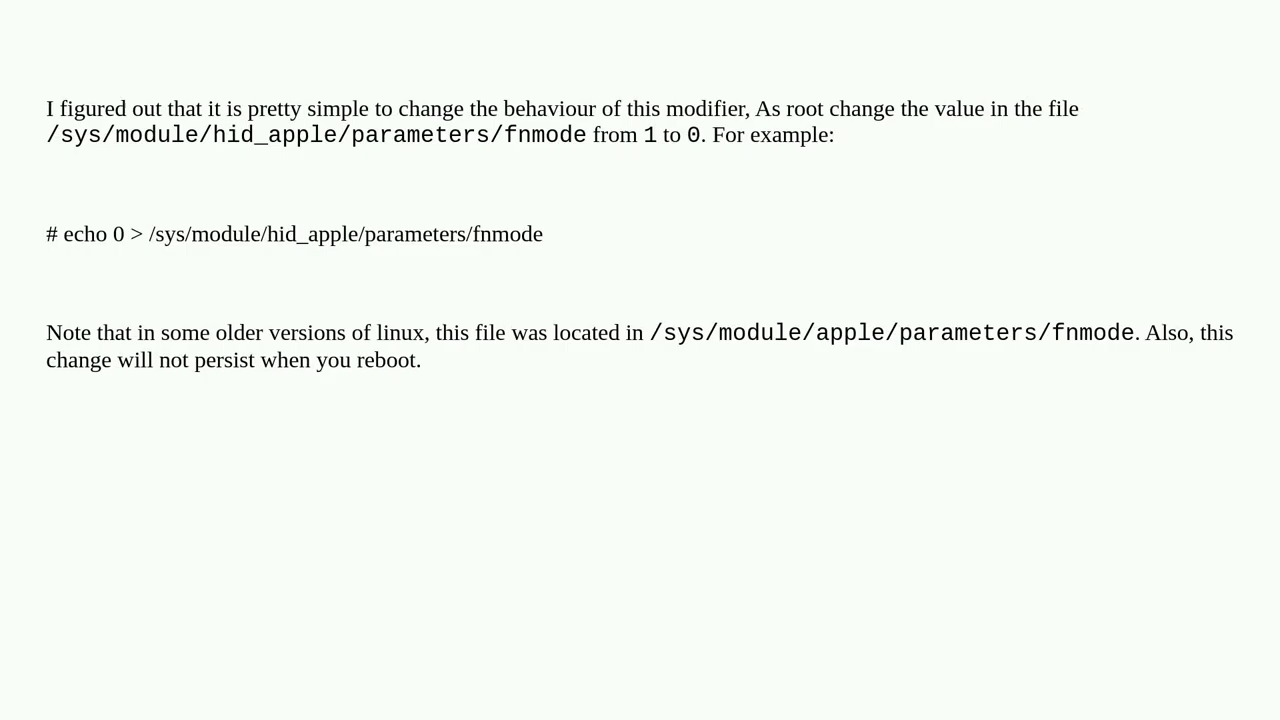 I figured out that it is pretty simple to change the behaviour of this modifier, As root change the value in the file
/sys/module/hid_apple/parameters/fnmode from 1 to 0. For example:
# echo 0 > /sys/module/hid_apple/parameters/fnmode
Note that in some older versions of linux, this file was located in /sys/module/apple/parameters/fnmode. Also, this
change will not persist when you reboot.